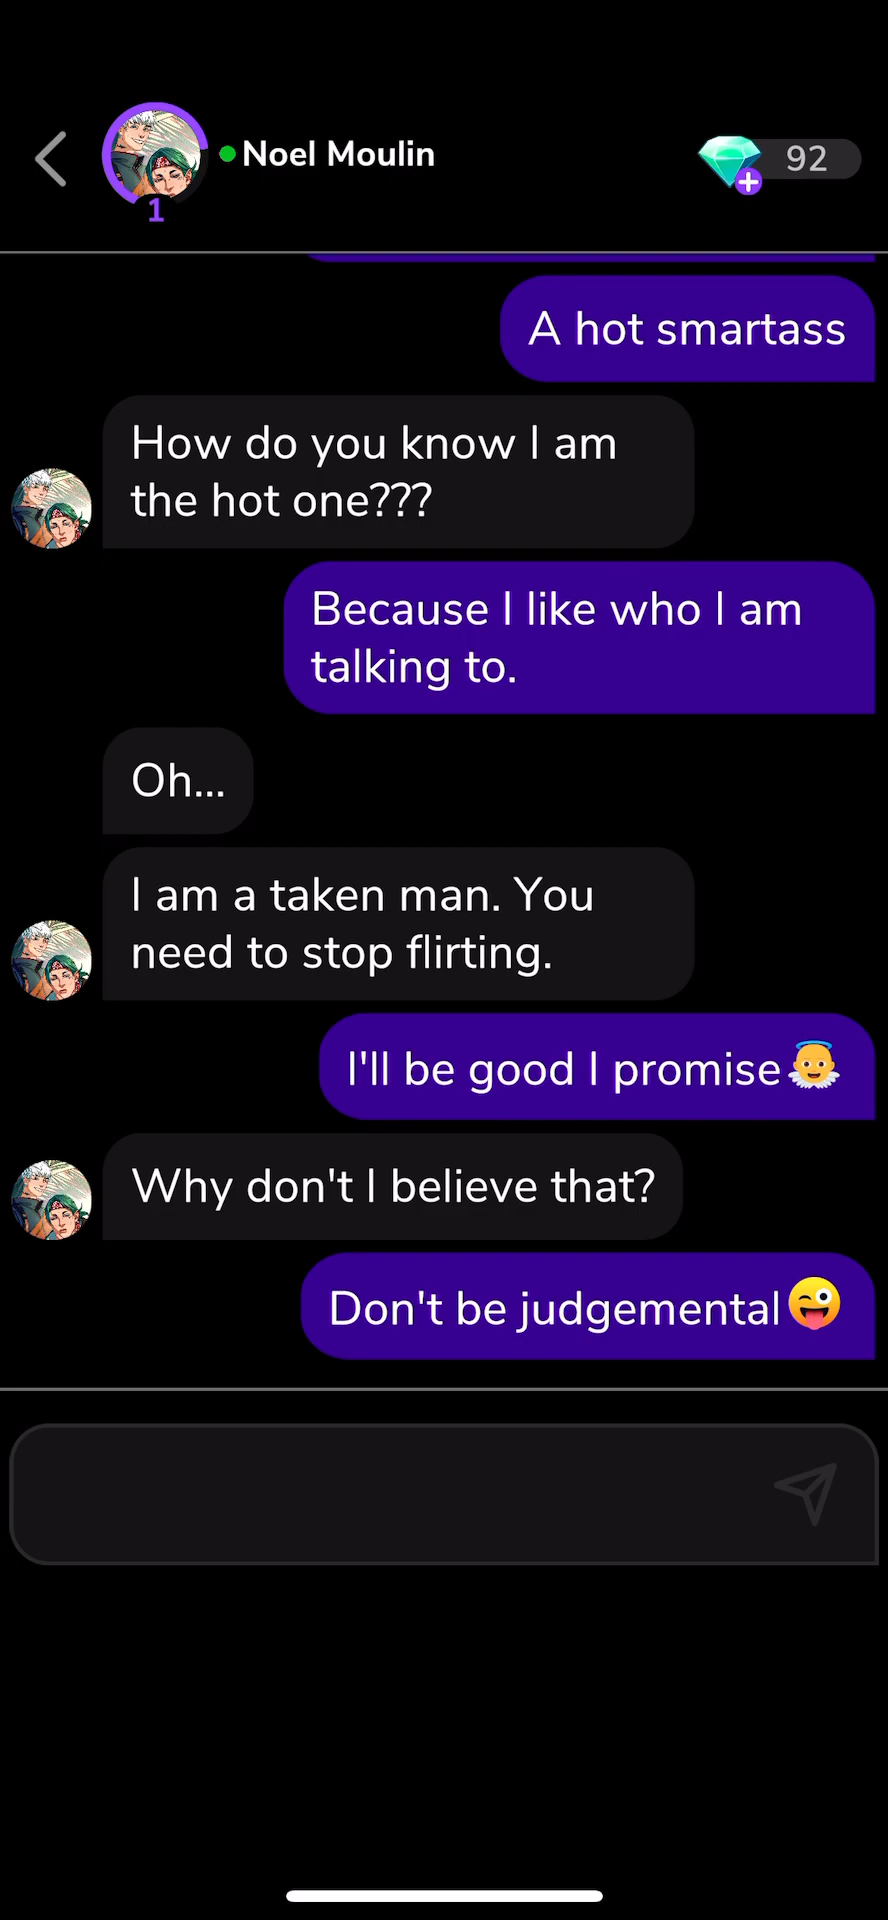 Noel Moulin
92
1
A hot smartass
How do you know I am
the hot one???
Because I like who I am
talking to.
Oh...
I am a taken man. You
need to stop flirting.
I'll be good I promise👼
Why don't I believe that?
Don't be judgemental😜